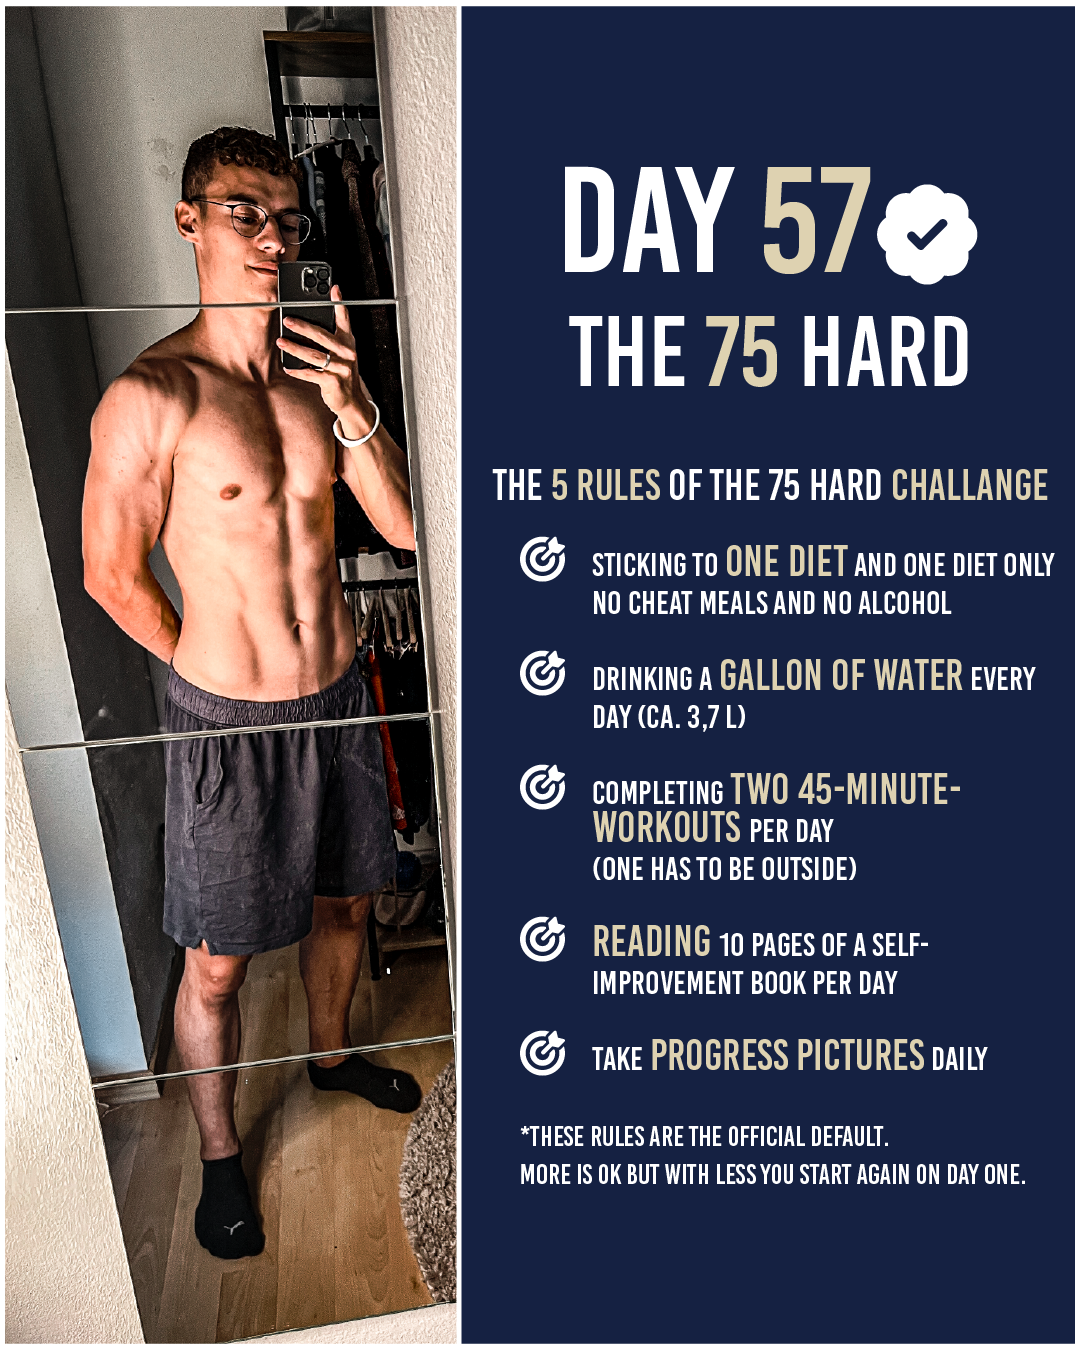 DAY 57
THE 75 HARD
THE 5 RULES OF THE 75 HARD CHALLANGE
STICKING TO ONE DIET AND ONE DIET ONLY
NO CHEAT MEALS AND NO ALCOHOL
DRINKING A GALLON OF WATER EVERY
DAY (CA. 3,7 L)
COMPLETING TWO 45-MINUTE-
WORKOUTS PER DAY
(ONE HAS TO BE OUTSIDE)
READING 10 PAGES OF A SELF-
IMPROVEMENT BOOK PER DAY
TAKE PROGRESS PICTURES DAILY
*THESE RULES ARE THE OFFICIAL DEFAULT.
MORE IS OK BUT WITH LESS YOU START AGAIN ON DAY ONE.